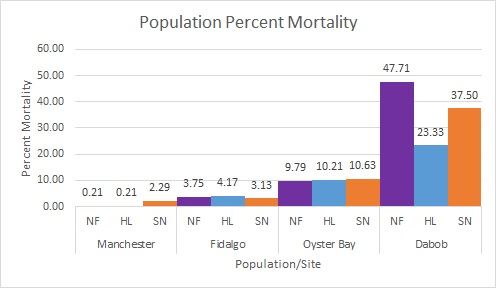 Population Percent Mortality
60.00
50.00
40.00
30.00
20.00
10.00
0.00
Percent Mortality
0.21 0.21 2.29 3.75 4.17 3.13 9.79 10.21 10.63 47.71 23.33 37.50
NF HL SN NF HL SN NF HL SN NF HL SN
Manchester Fidalgo Oyster Bay Dabob
Population/Site